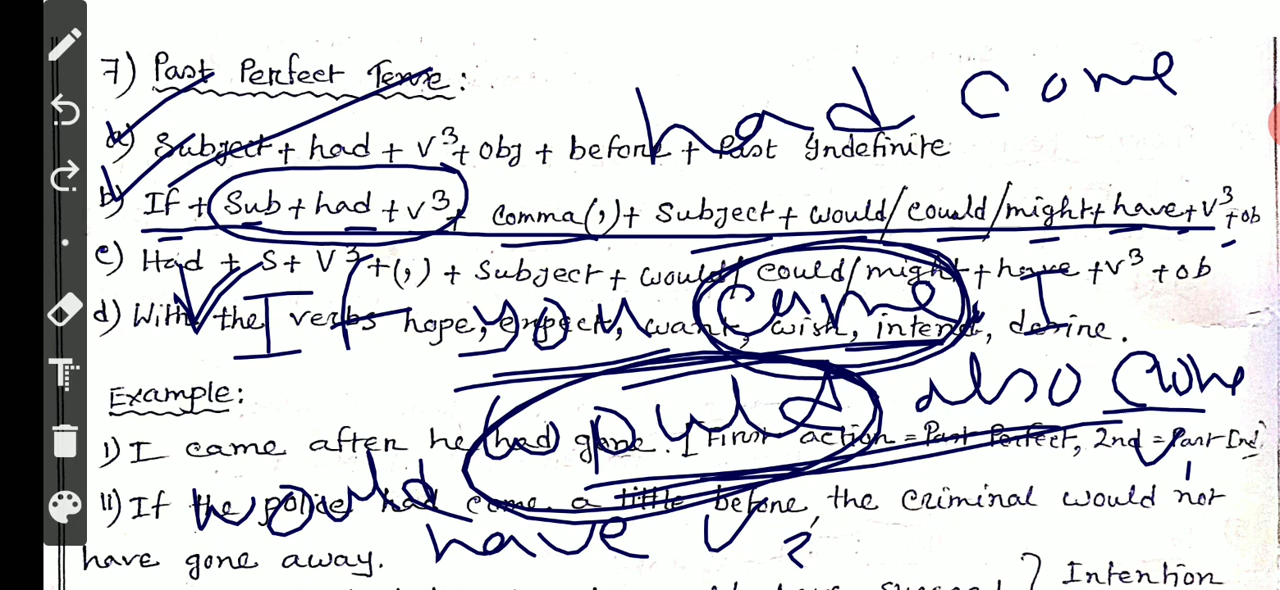 7) Past Perfect Tense:
had come
a) Subject + had + V³ + obj + before + Past Indefinite
b) If + Sub + had + V³ + comma(,) + Subject + would/could/might + have + V³ + ob
c) Had + S + V³ + (,) + Subject + would/could/might + have + V³ + ob
If you came, I
d) With the verbs hope, expect, want, wish, intend, desire.
would also come
Example:
i) I came after he had gone. [First action = Past Perfect, 2nd = Past Ind.
would
ii) If the police had come a little before, the criminal would not
have gone away.
have V
Intention